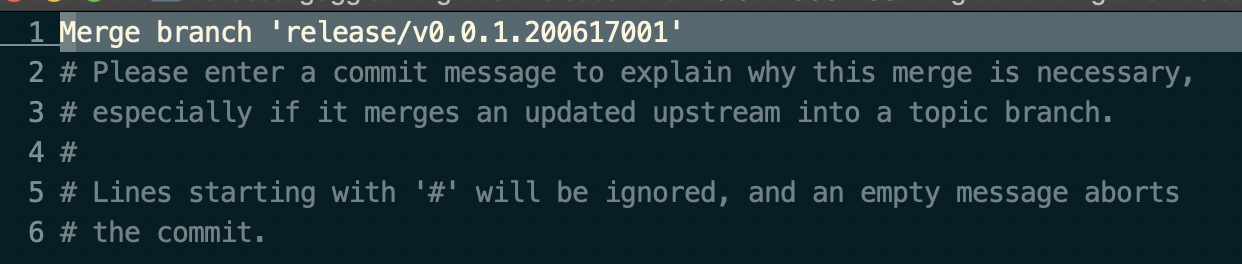 1 Merge branch 'release/v0.0.1.200617001'
2 # Please enter a commit message to explain why this merge is necessary,
3 # especially if it merges an updated upstream into a topic branch.
4 #
5 # Lines starting with '#' will be ignored, and an empty message aborts
6 # the commit.